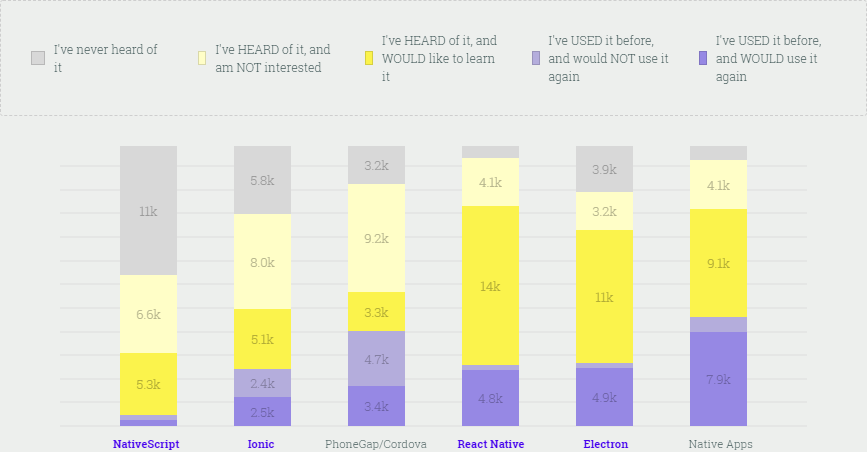 I've never heard of
it
I've HEARD of it, and
am NOT interested
I've HEARD of it, and
WOULD like to learn
it
I've USED it before,
and would NOT use it
again
I've USED it before,
and WOULD use it
again
11k
6.6k
5.3k
5.8k
8.0k
5.1k
2.4k
2.5k
3.2k
9.2k
3.3k
4.7k
3.4k
4.1k
14k
4.8k
3.9k
3.2k
11k
4.9k
4.1k
9.1k
7.9k
NativeScript
Ionic
PhoneGap/Cordova
React Native
Electron
Native Apps